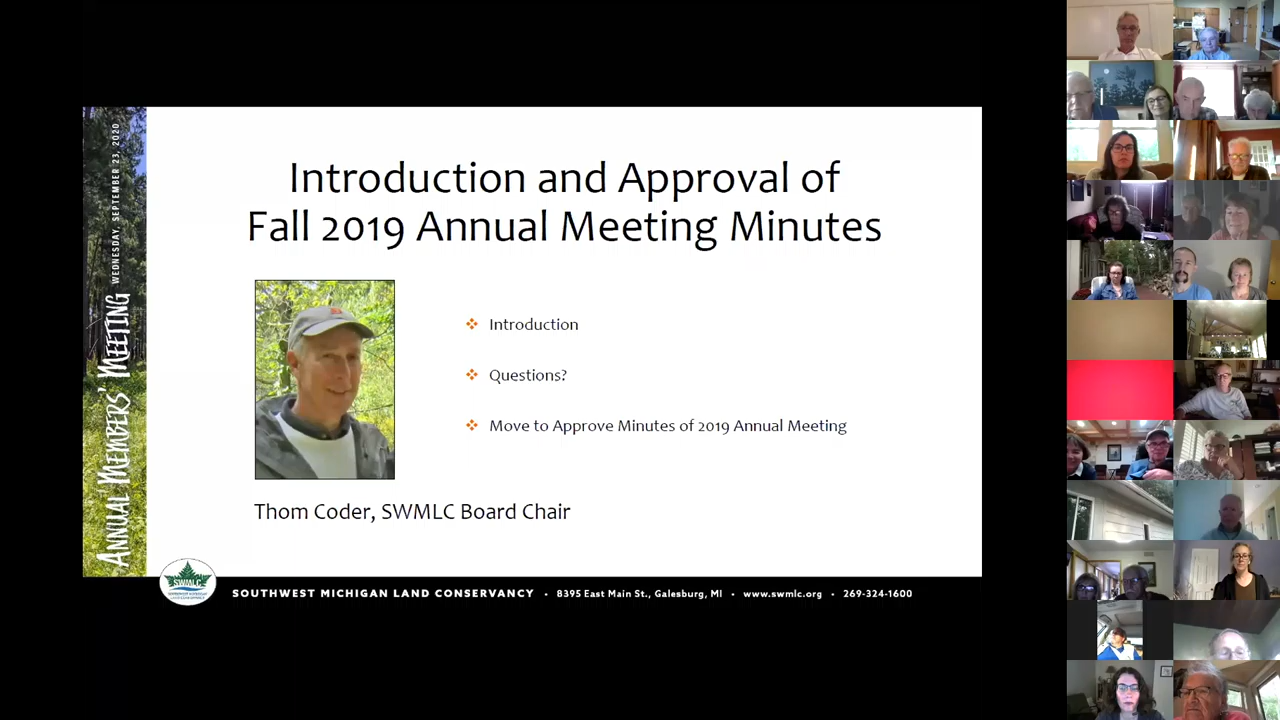 Introduction and Approval of
Fall 2019 Annual Meeting Minutes
❖ Introduction
❖ Questions?
❖ Move to Approve Minutes of 2019 Annual Meeting
Thom Coder, SWMLC Board Chair
ANNUAL MEMBERS' MEETING WEDNESDAY, SEPTEMBER 23, 2020
SWMLC
SOUTHWEST MICHIGAN LAND CONSERVANCY • 8395 East Main St., Galesburg, MI • www.swmlc.org • 269-324-1600